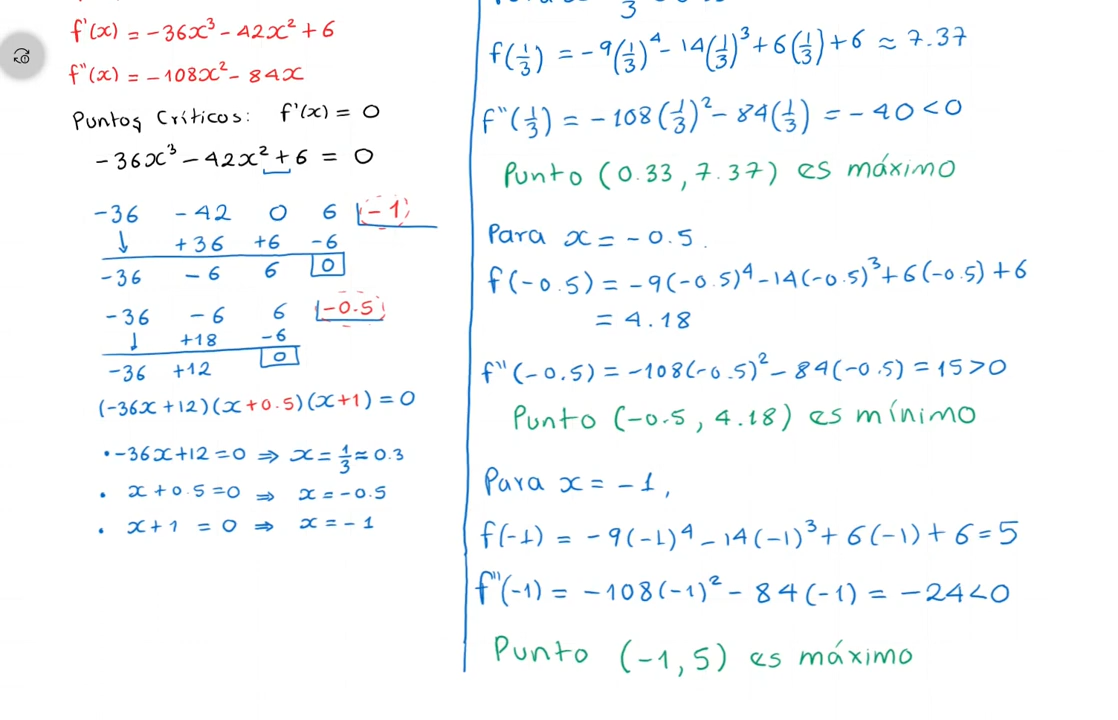 f'(x) = -36x³ - 42x² + 6
f''(x) = -108x² - 84x
Puntos Críticos: f'(x) = 0
-36x³ - 42x² + 6 = 0
-36 -42 0 6 |-1
↓ +36 +6 -6
-36 -6 6 0
-36 -6 6 |-0.5
↓ +18 -6
-36 +12 0
(-36x + 12)(x + 0.5)(x + 1) = 0
• -36x + 12 = 0 ⇒ x = 1/3 ≈ 0.3
• x + 0.5 = 0 ⇒ x = -0.5
• x + 1 = 0 ⇒ x = -1
f(1/3) = -9(1/3)⁴ - 14(1/3)³ + 6(1/3) + 6 ≈ 7.37
f''(1/3) = -108(1/3)² - 84(1/3) = -40 < 0
Punto (0.33, 7.37) es máximo
Para x = -0.5.
f(-0.5) = -9(-0.5)⁴ - 14(-0.5)³ + 6(-0.5) + 6
= 4.18
f''(-0.5) = -108(-0.5)² - 84(-0.5) = 15 > 0
Punto (-0.5, 4.18) es mínimo
Para x = -1,
f(-1) = -9(-1)⁴ - 14(-1)³ + 6(-1) + 6 = 5
f''(-1) = -108(-1)² - 84(-1) = -24 < 0
Punto (-1, 5) es máximo